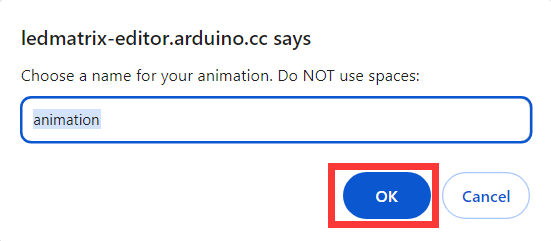 ledmatrix-editor.arduino.cc says
Choose a name for your animation. Do NOT use spaces:
animation
OK Cancel